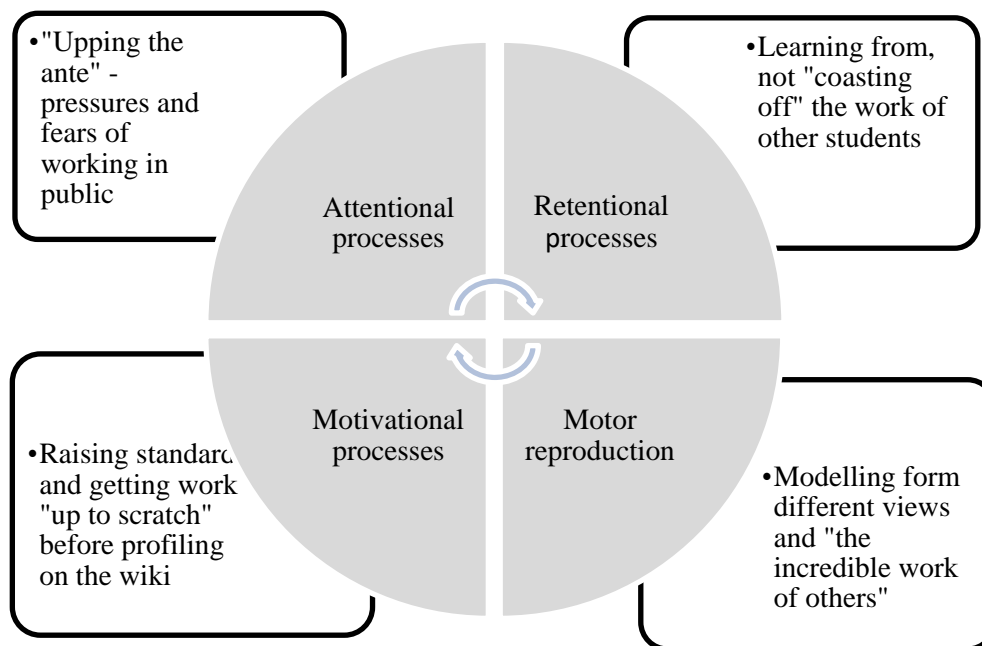 •"Upping the
ante" -
pressures and
fears of
working in
public
•Learning from,
not "coasting
off" the work of
other students
Attentional
processes
Retentional
processes
Motivational
processes
Motor
reproduction
•Raising standard
and getting work
"up to scratch"
before profiling
on the wiki
•Modelling form
different views
and "the
incredible work
of others"